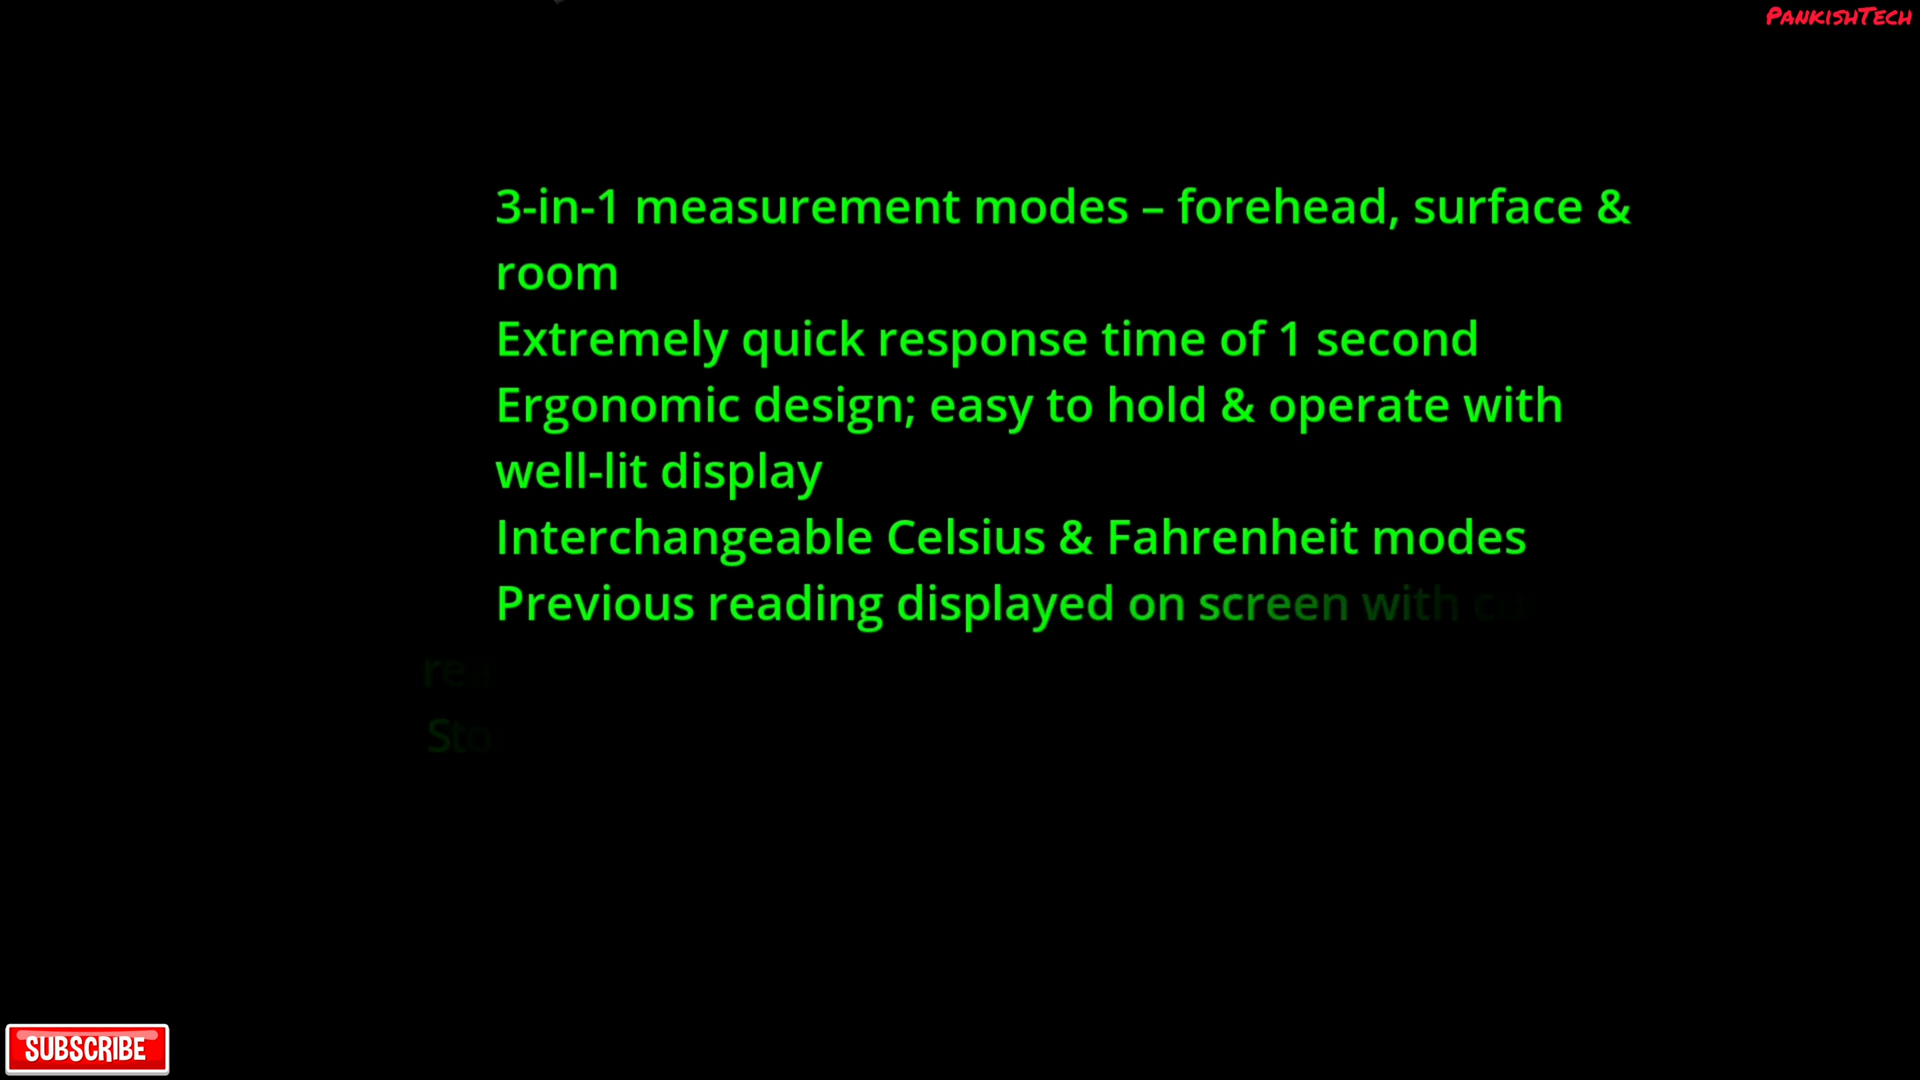 PankishTech
3-in-1 measurement modes – forehead, surface &
room
Extremely quick response time of 1 second
Ergonomic design; easy to hold & operate with
well-lit display
Interchangeable Celsius & Fahrenheit modes
Previous reading displayed on screen with
SUBSCRIBE